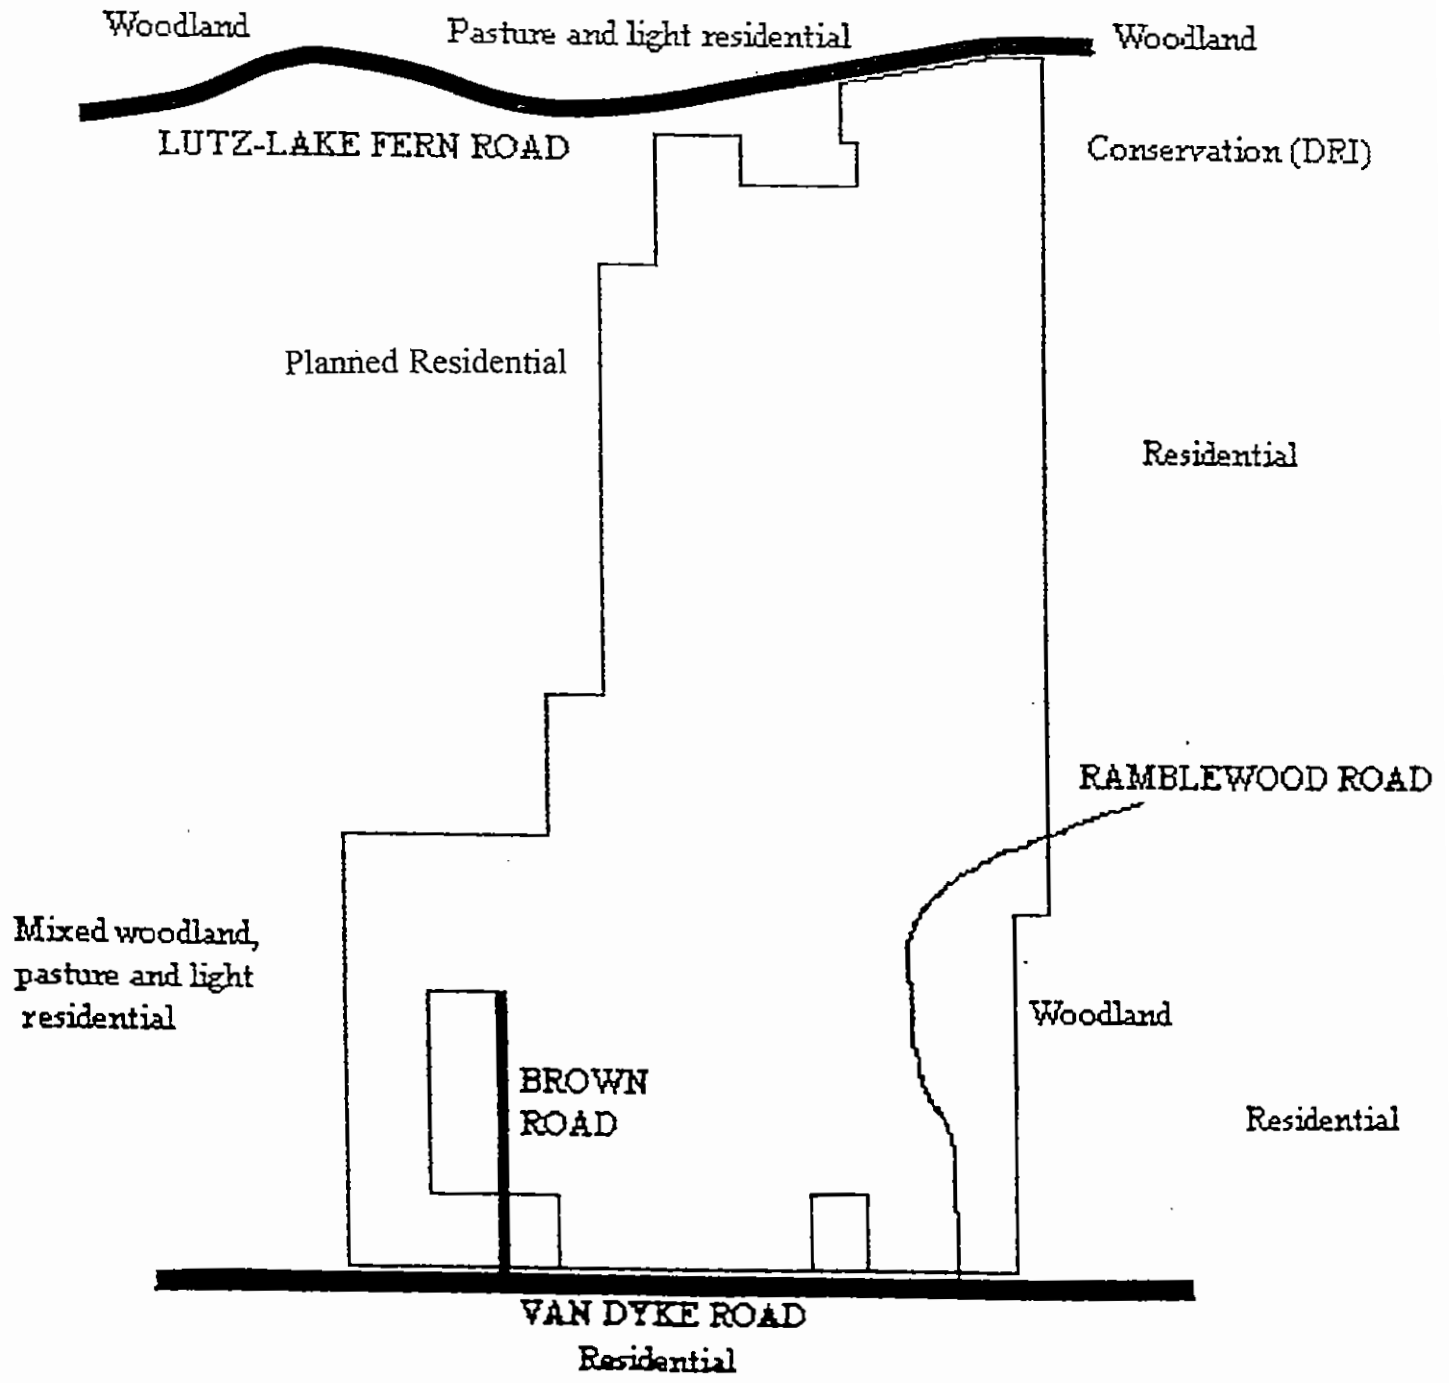 Woodland
Pasture and light residential
Woodland
LUTZ-LAKE FERN ROAD
Conservation (DRI)
Planned Residential
Residential
RAMBLEWOOD ROAD
Mixed woodland,
pasture and light
residential
Woodland
BROWN
ROAD
Residential
VAN DYKE ROAD
Residential